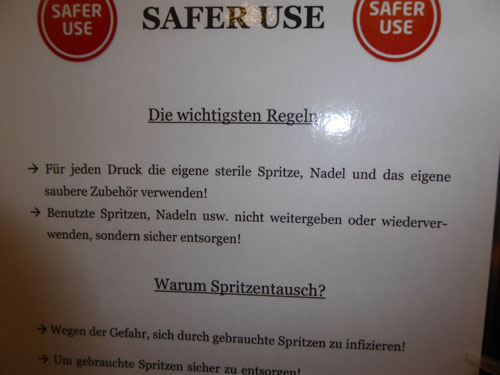 SAFER
USE
SAFER USE
SAFER
USE
Die wichtigsten Regeln
→ Für jeden Druck die eigene sterile Spritze, Nadel und das eigene
saubere Zubehör verwenden!
→ Benutzte Spritzen, Nadeln usw. nicht weitergeben oder wiederver-
wenden, sondern sicher entsorgen!
Warum Spritzentausch?
→ Wegen der Gefahr, sich durch gebrauchte Spritzen zu infizieren!
→ Um gebrauchte Spritzen sicher zu entsorgen!